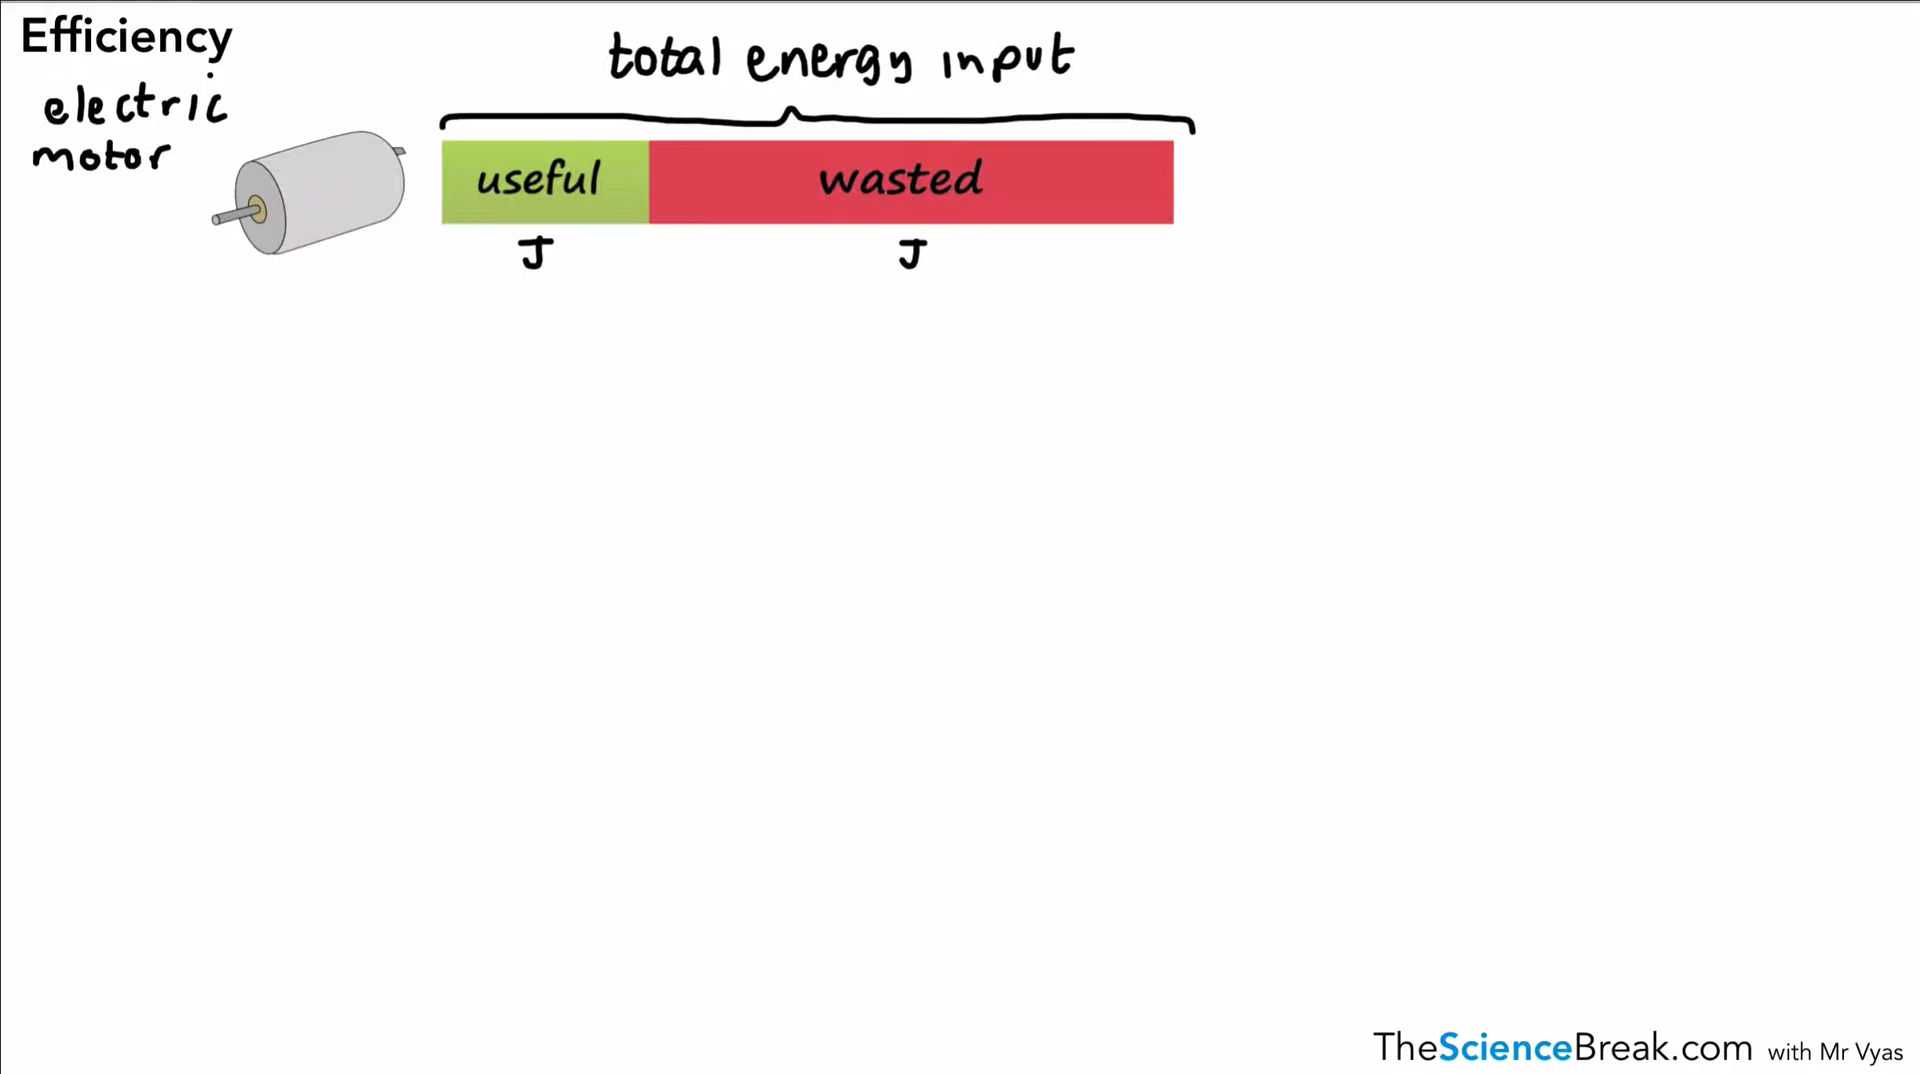 Efficiency
total energy input
electric
motor
useful wasted
J J
TheScienceBreak.com with Mr Vyas